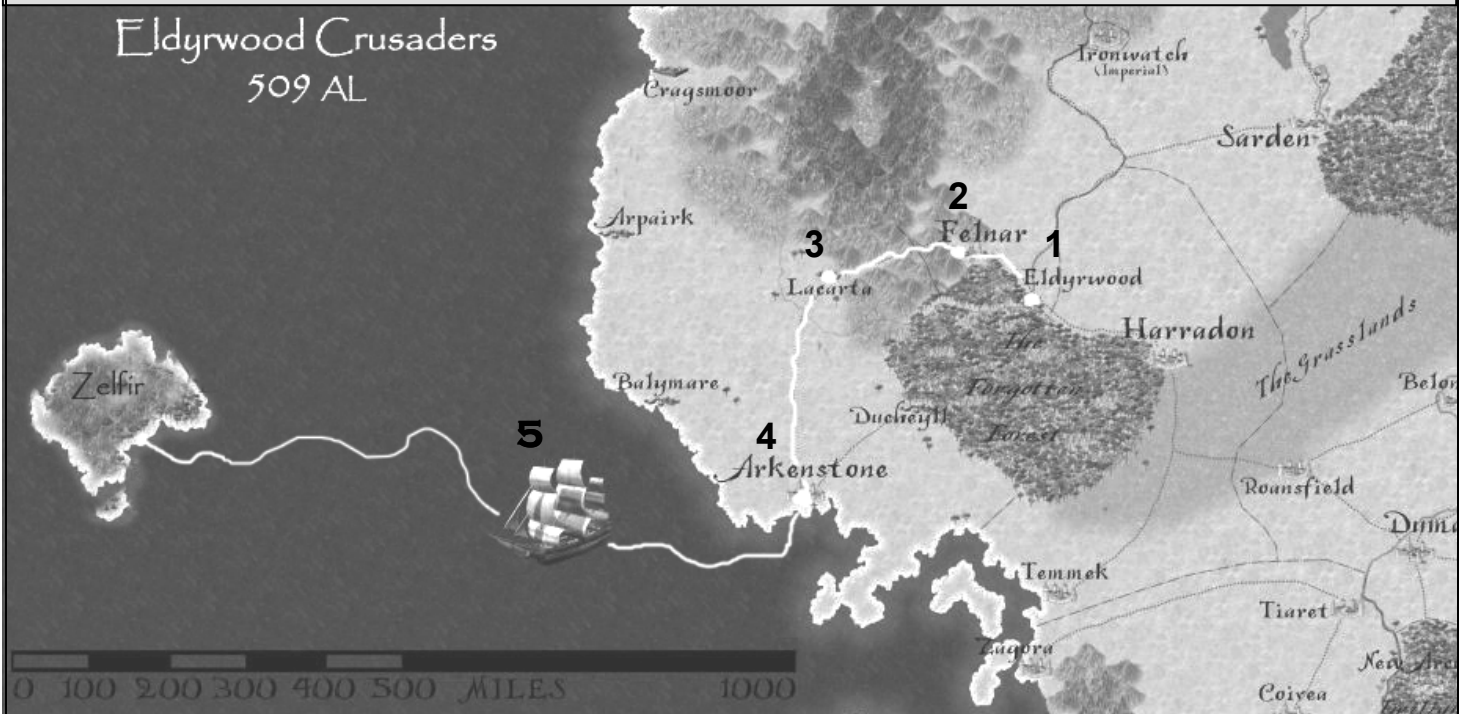 Eldyrwood Crusaders
509 AL
Ironwatch
(Imperial)
Cragsmoor
Sarden
2
Arpairk
3
Felnar
1
Lacarta
Eldyrwood
Harradon
The Grasslands
The
Forgotten
Forest
Zelfir
Balymare
Ducheyll
5
4
Arkenstone
Roansfield
Temmek
Tiaret
Zagora
Coivea
0 100 200 300 400 500 MILES 1000